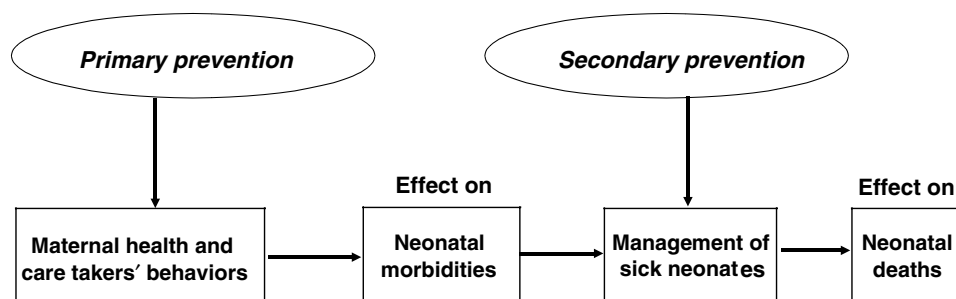 Primary prevention
Secondary prevention
Effect on
Effect on
Maternal health and
care takers′ behaviors
Neonatal
morbidities
Management of
sick neonates
Neonatal
deaths